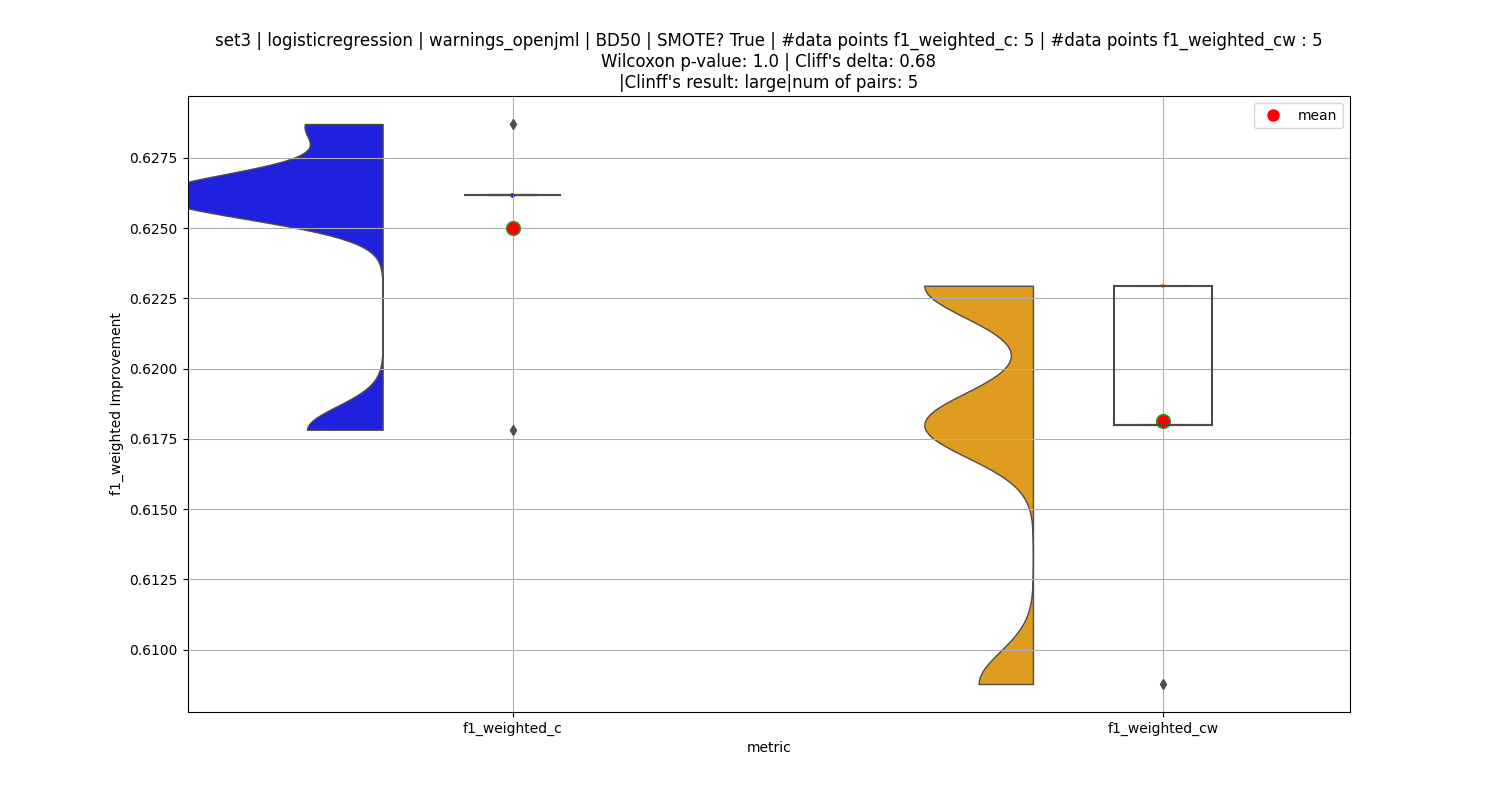 set3 | logisticregression | warnings_openjml | BD50 | SMOTE? True | #data points f1_weighted_c: 5 | #data points f1_weighted_cw : 5
Wilcoxon p-value: 1.0 | Cliff's delta: 0.68
|Clinff's result: large|num of pairs: 5
mean
0.6275
0.6250
0.6225
0.6200
0.6175
0.6150
0.6125
0.6100
f1_weighted Improvement
f1_weighted_c
f1_weighted_cw
metric